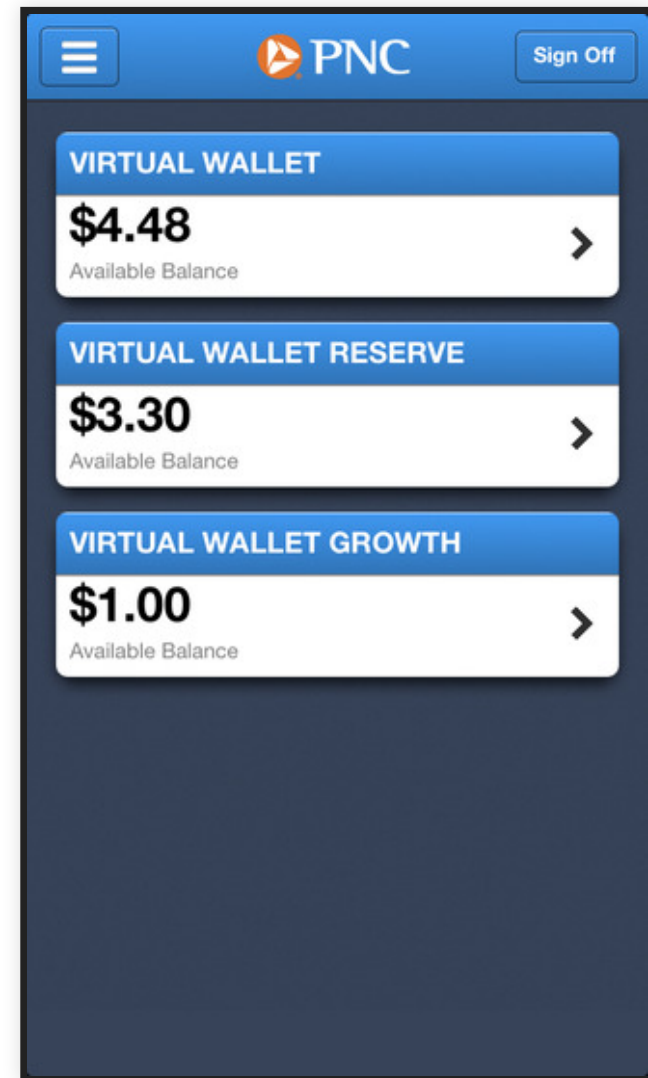 PNC
Sign Off
VIRTUAL WALLET
$4.48
Available Balance
VIRTUAL WALLET RESERVE
$3.30
Available Balance
VIRTUAL WALLET GROWTH
$1.00
Available Balance